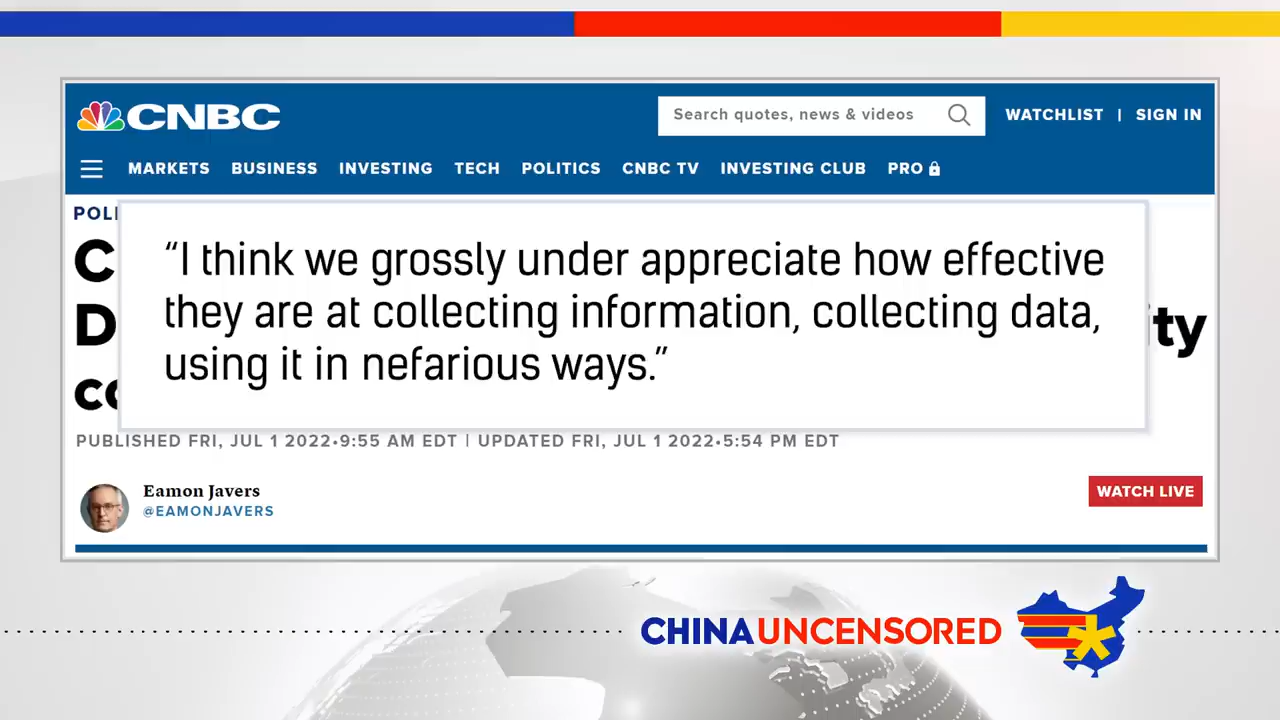 CNBC
Search quotes, news & videos
WATCHLIST | SIGN IN
MARKETS BUSINESS INVESTING TECH POLITICS CNBC TV INVESTING CLUB PRO
“I think we grossly under appreciate how effective
they are at collecting information, collecting data,
using it in nefarious ways.”
PUBLISHED FRI, JUL 1 2022•9:55 AM EDT | UPDATED FRI, JUL 1 2022•5:54 PM EDT
Eamon Javers
@EAMONJAVERS
WATCH LIVE
CHINA UNCENSORED